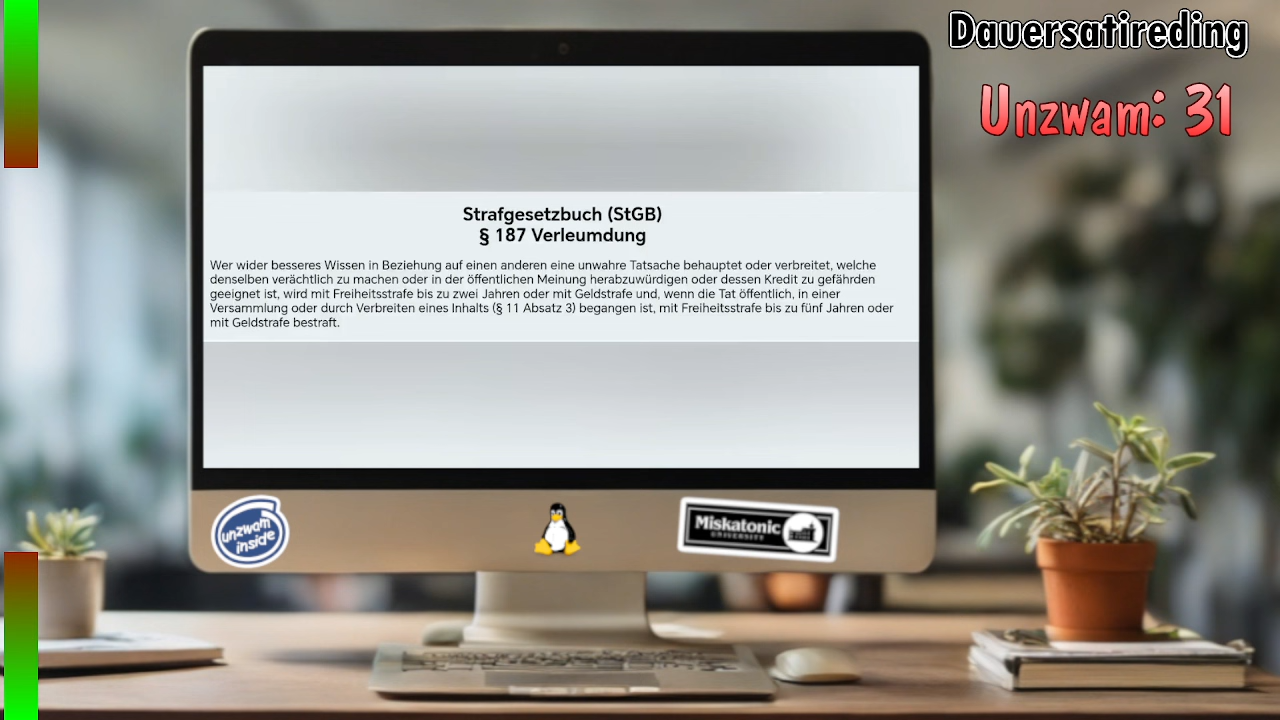 Dauersatireding
Unzwam: 31
Strafgesetzbuch (StGB)
§ 187 Verleumdung
Wer wider besseres Wissen in Beziehung auf einen anderen eine unwahre Tatsache behauptet oder verbreitet, welche
denselben verächtlich zu machen oder in der öffentlichen Meinung herabzuwürdigen oder dessen Kredit zu gefährden
geeignet ist, wird mit Freiheitsstrafe bis zu zwei Jahren oder mit Geldstrafe und, wenn die Tat öffentlich, in einer
Versammlung oder durch Verbreiten eines Inhalts (§ 11 Absatz 3) begangen ist, mit Freiheitsstrafe bis zu fünf Jahren oder
mit Geldstrafe bestraft.
unzwam
inside
Miskatonic
UNIVERSITY